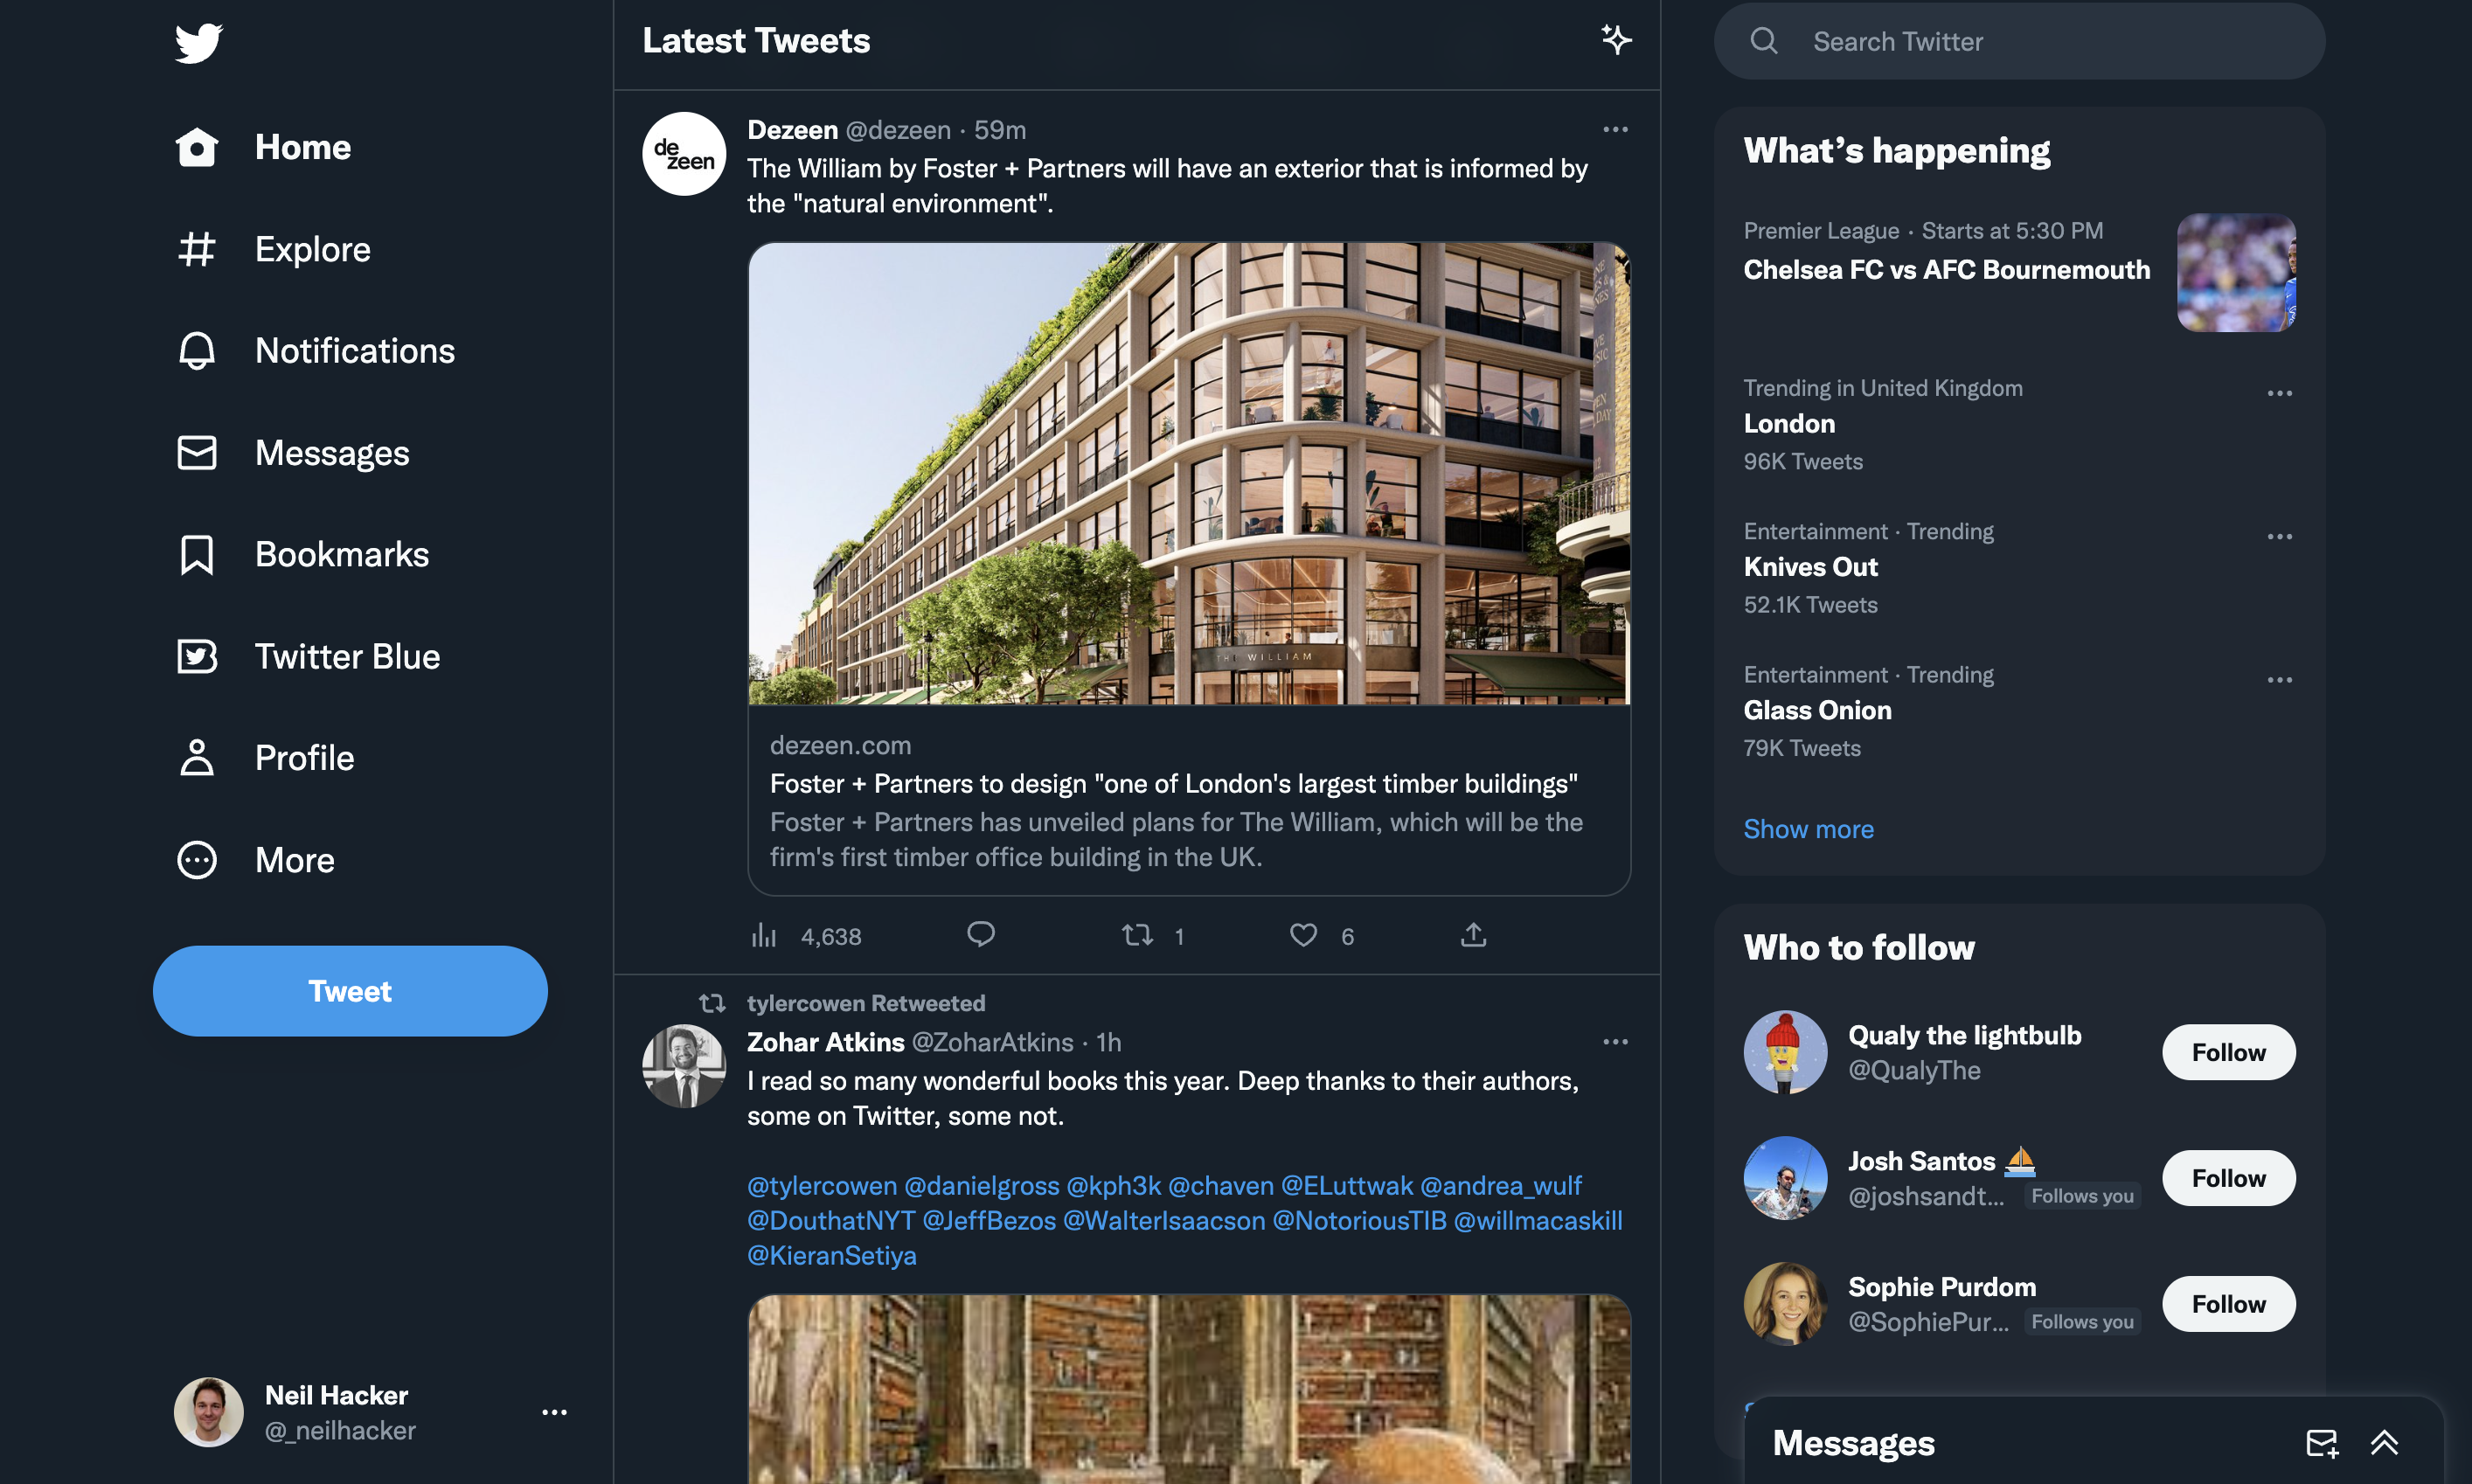 Home
Explore
Notifications
Messages
Bookmarks
Twitter Blue
Profile
More
Tweet
Neil Hacker
@_neilhacker
Latest Tweets
de
zeen
Dezeen @dezeen · 59m
The William by Foster + Partners will have an exterior that is informed by
the "natural environment".
THE WILLIAM
dezeen.com
Foster + Partners to design "one of London's largest timber buildings"
Foster + Partners has unveiled plans for The William, which will be the
firm's first timber office building in the UK.
4,638
1
6
tylercowen Retweeted
Zohar Atkins @ZoharAtkins · 1h
I read so many wonderful books this year. Deep thanks to their authors,
some on Twitter, some not.
@tylercowen @danielgross @kph3k @chaven @ELuttwak @andrea_wulf
@DouthatNYT @JeffBezos @WalterIsaacson @NotoriousTIB @willmacaskill
@KieranSetiya
Search Twitter
What’s happening
Premier League · Starts at 5:30 PM
Chelsea FC vs AFC Bournemouth
Trending in United Kingdom
London
96K Tweets
Entertainment · Trending
Knives Out
52.1K Tweets
Entertainment · Trending
Glass Onion
79K Tweets
Show more
Who to follow
Qualy the lightbulb
@QualyThe
Follow
Josh Santos ⛵
@joshsandt... Follows you
Follow
Sophie Purdom
@SophiePur... Follows you
Follow
Messages